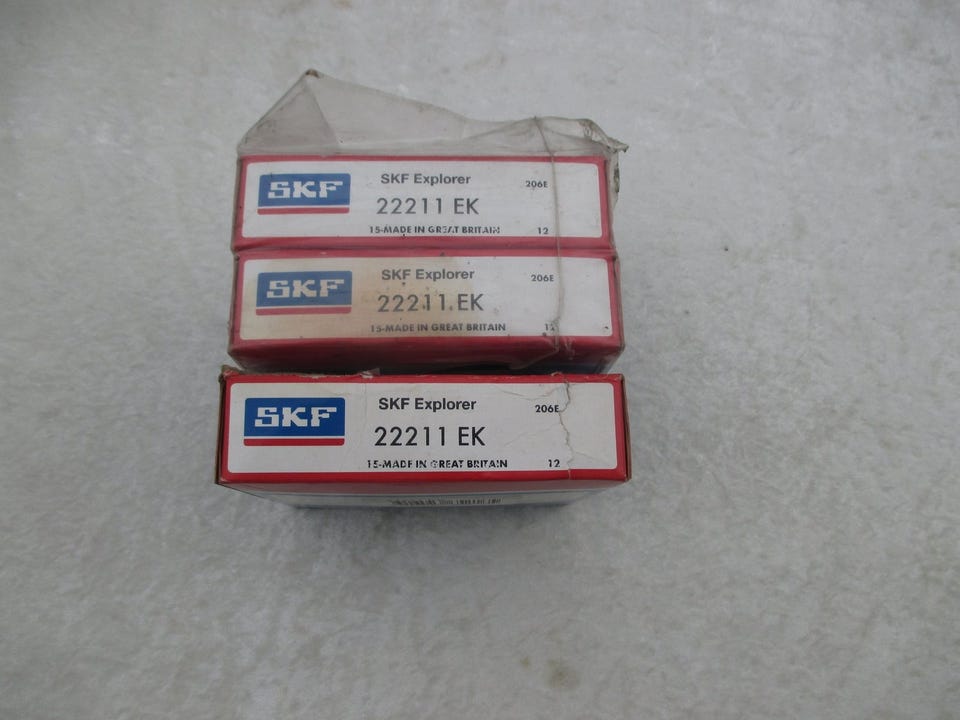 SKF
SKF Explorer
206E
22211 EK
15-MADE IN GREAT BRITAIN
12
SKF
SKF Explorer
206E
22211 EK
15-MADE IN GREAT BRITAIN
12
SKF
SKF Explorer
206E
22211 EK
15-MADE IN GREAT BRITAIN
12